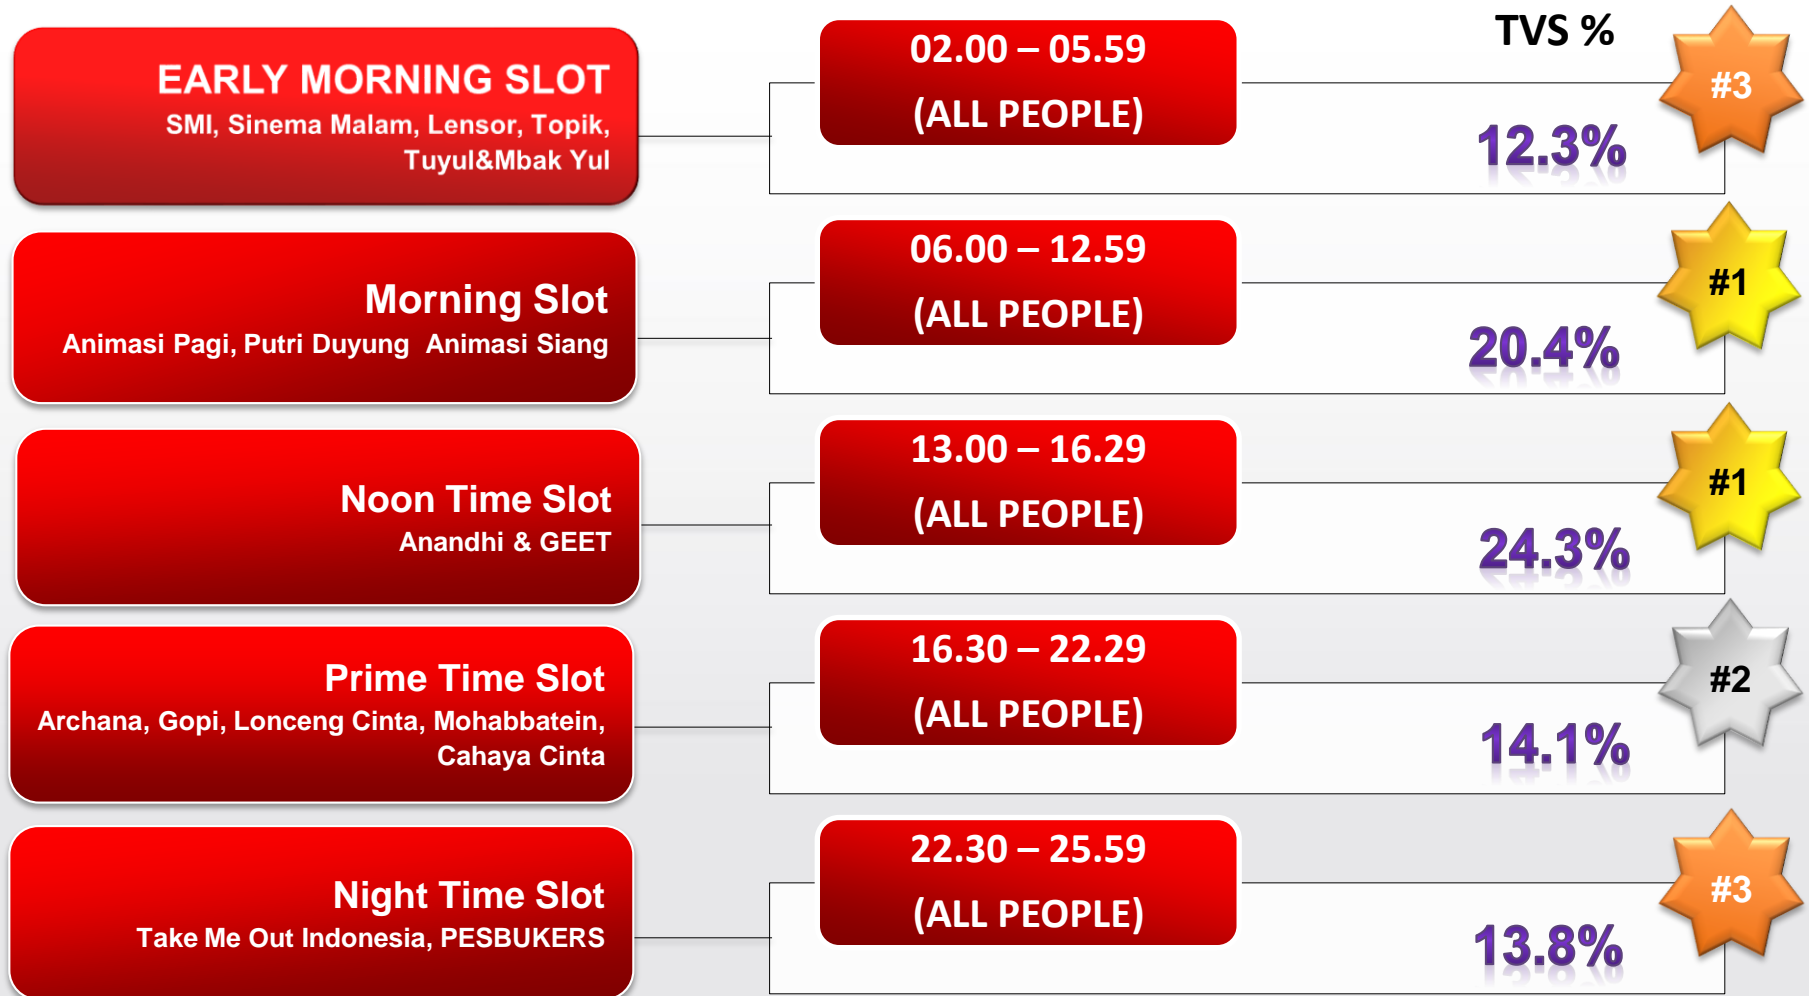 TVS %
EARLY MORNING SLOT
SMI, Sinema Malam, Lensor, Topik,
Tuyul&Mbak Yul
02.00 – 05.59
(ALL PEOPLE)
12.3%
#3
Morning Slot
Animasi Pagi, Putri Duyung Animasi Siang
06.00 – 12.59
(ALL PEOPLE)
20.4%
#1
Noon Time Slot
Anandhi & GEET
13.00 – 16.29
(ALL PEOPLE)
24.3%
#1
Prime Time Slot
Archana, Gopi, Lonceng Cinta, Mohabbatein,
Cahaya Cinta
16.30 – 22.29
(ALL PEOPLE)
14.1%
#2
Night Time Slot
Take Me Out Indonesia, PESBUKERS
22.30 – 25.59
(ALL PEOPLE)
13.8%
#3